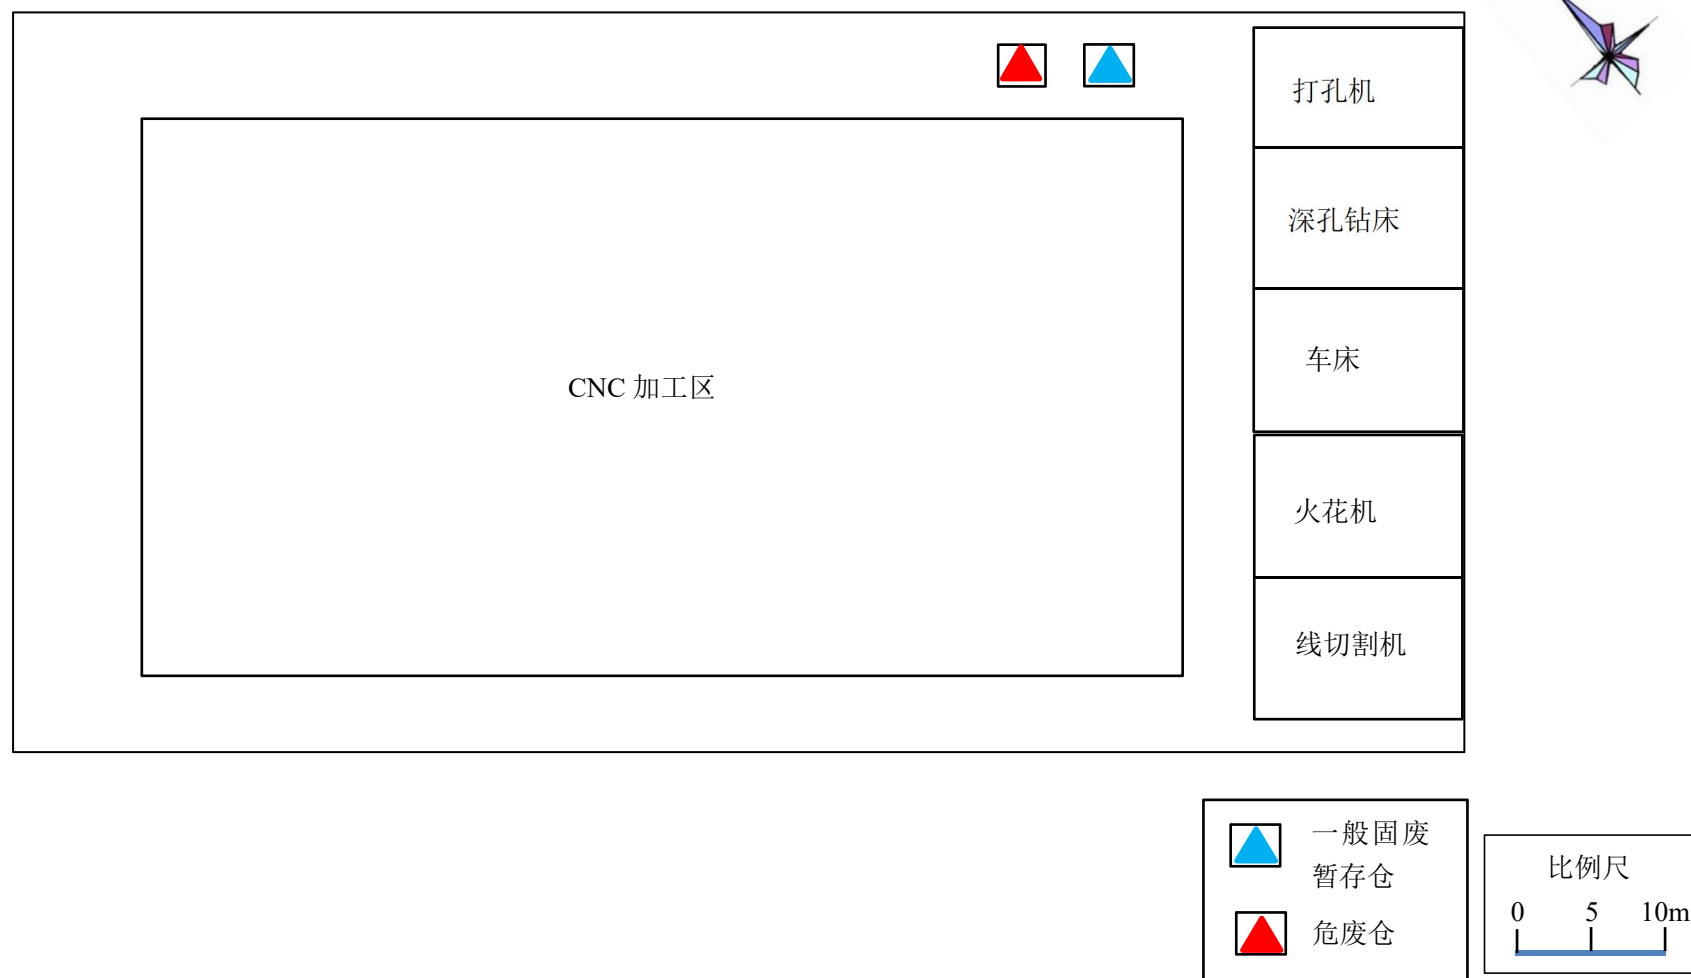 打孔机
深孔钻床
车床
CNC 加工区
火花机
线切割机
一般固废
暂存仓
危废仓
比例尺
0 5 10m